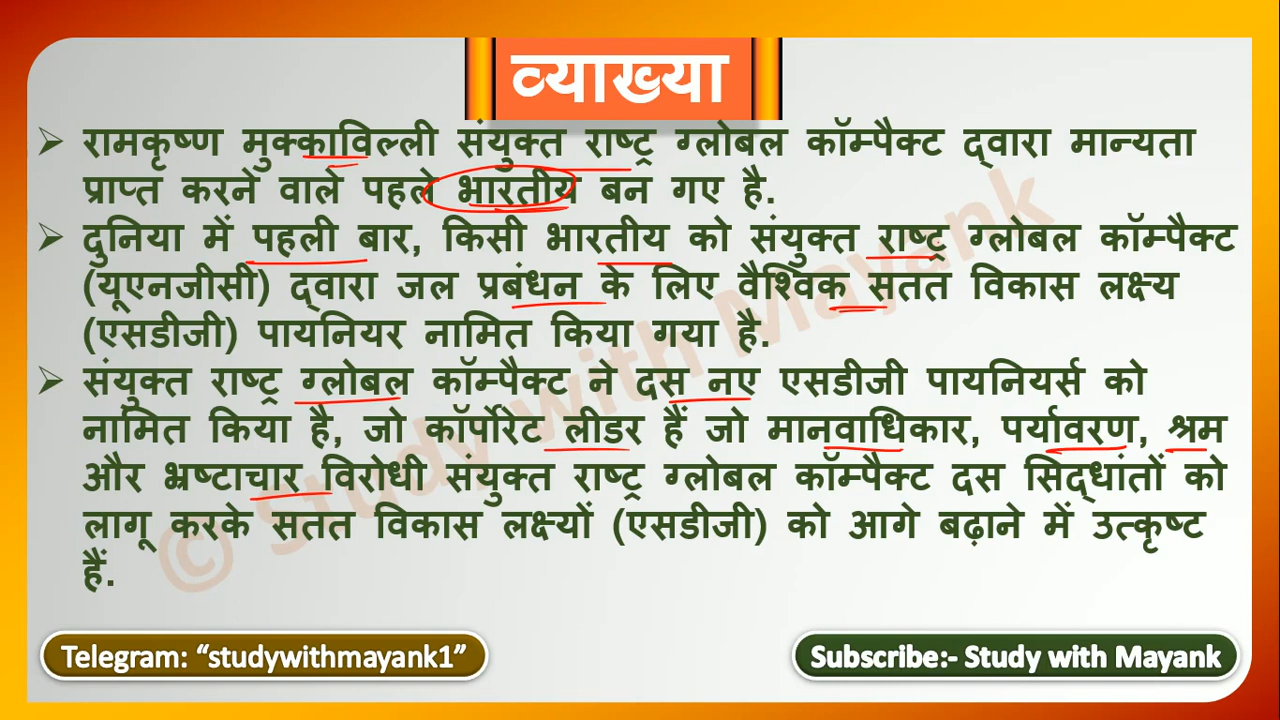 व्याख्या
➢ रामकृष्ण मुक्काविल्ली संयुक्त राष्ट्र ग्लोबल कॉम्पैक्ट द्वारा मान्यता
प्राप्त करने वाले पहले भारतीय बन गए है.
➢ दुनिया में पहली बार, किसी भारतीय को संयुक्त राष्ट्र ग्लोबल कॉम्पैक्ट
(यूएनजीसी) द्वारा जल प्रबंधन के लिए वैश्विक सतत विकास लक्ष्य
(एसडीजी) पायनियर नामित किया गया है.
➢ संयुक्त राष्ट्र ग्लोबल कॉम्पैक्ट ने दस नए एसडीजी पायनियर्स को
नामित किया है, जो कॉर्पोरेट लीडर हैं जो मानवाधिकार, पर्यावरण, श्रम
और भ्रष्टाचार विरोधी संयुक्त राष्ट्र ग्लोबल कॉम्पैक्ट दस सिद्धांतों को
लागू करके सतत विकास लक्ष्यों (एसडीजी) को आगे बढ़ाने में उत्कृष्ट
हैं.
© Study with Mayank
Telegram: “studywithmayank1”
Subscribe:- Study with Mayank